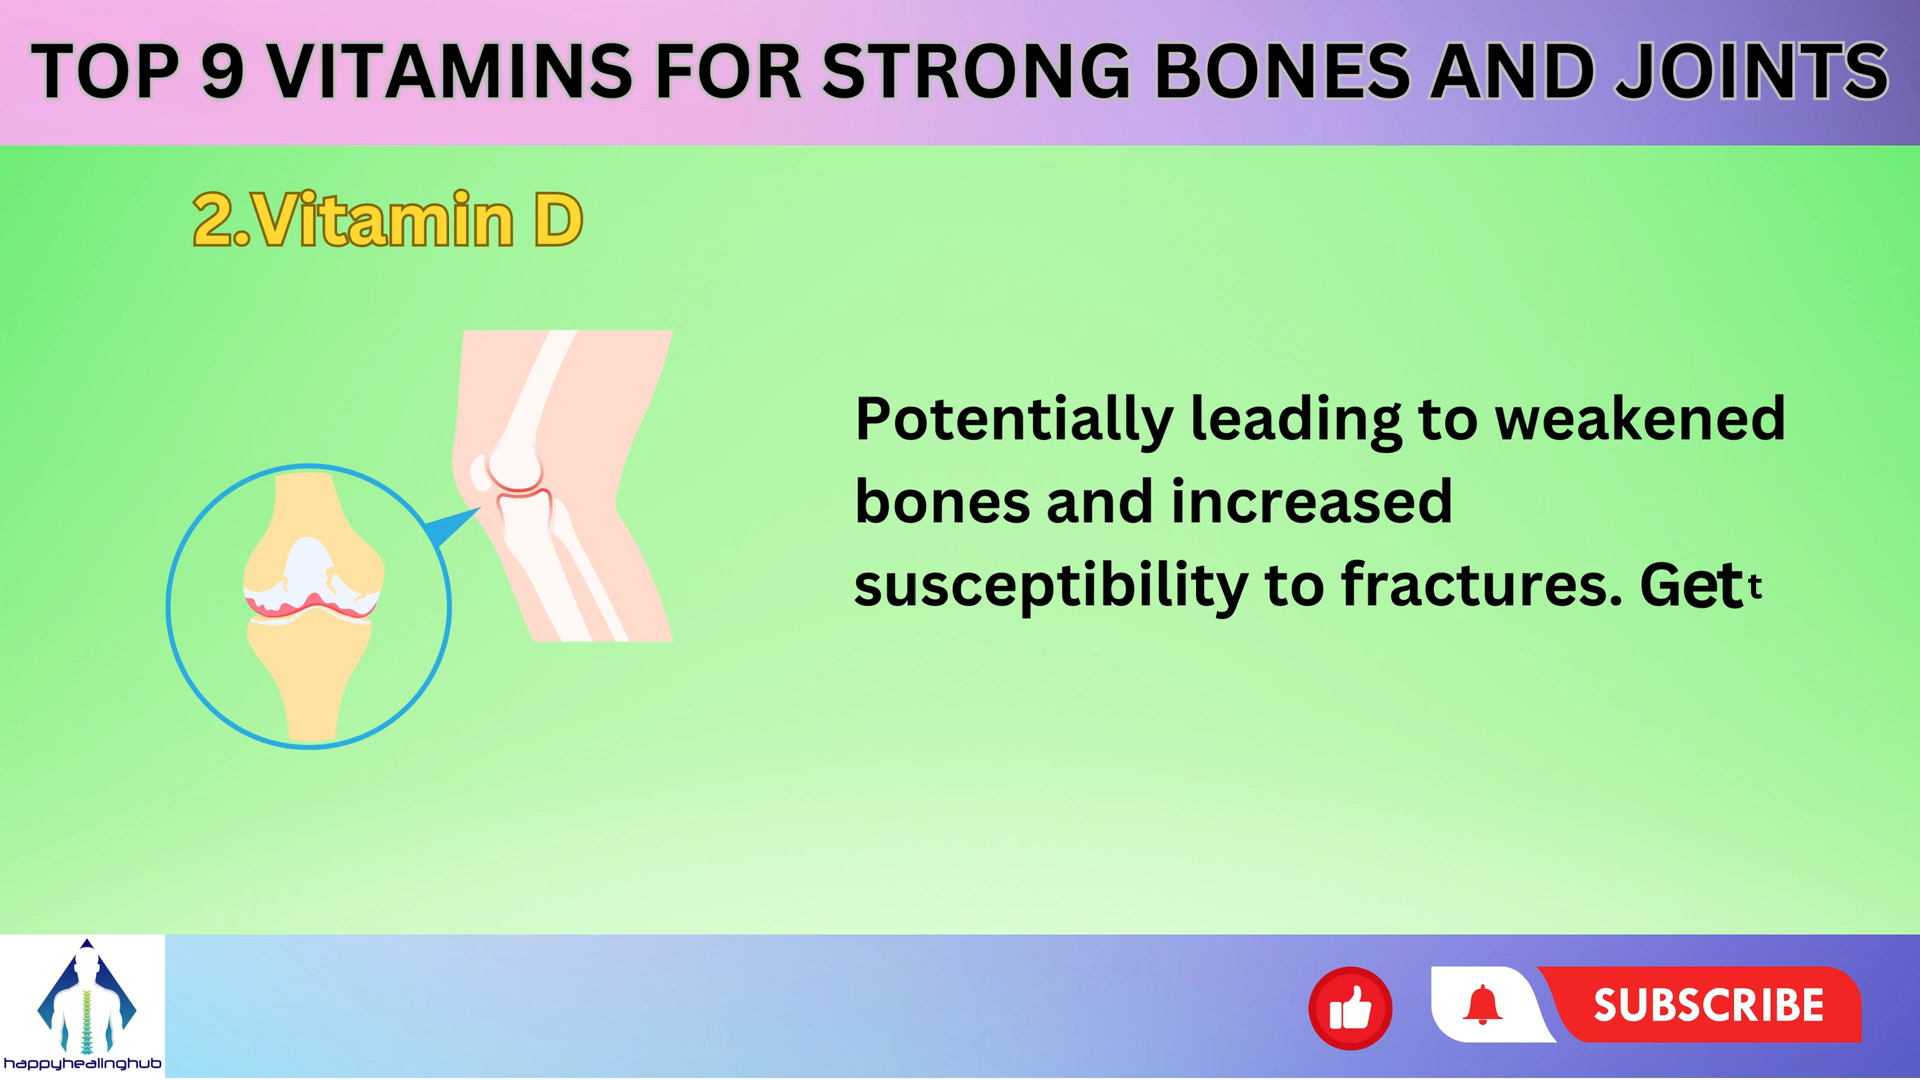 TOP 9 VITAMINS FOR STRONG BONES AND JOINTS
2.Vitamin D
Potentially leading to weakened
bones and increased
susceptibility to fractures. Get t
happyhealinghub
SUBSCRIBE